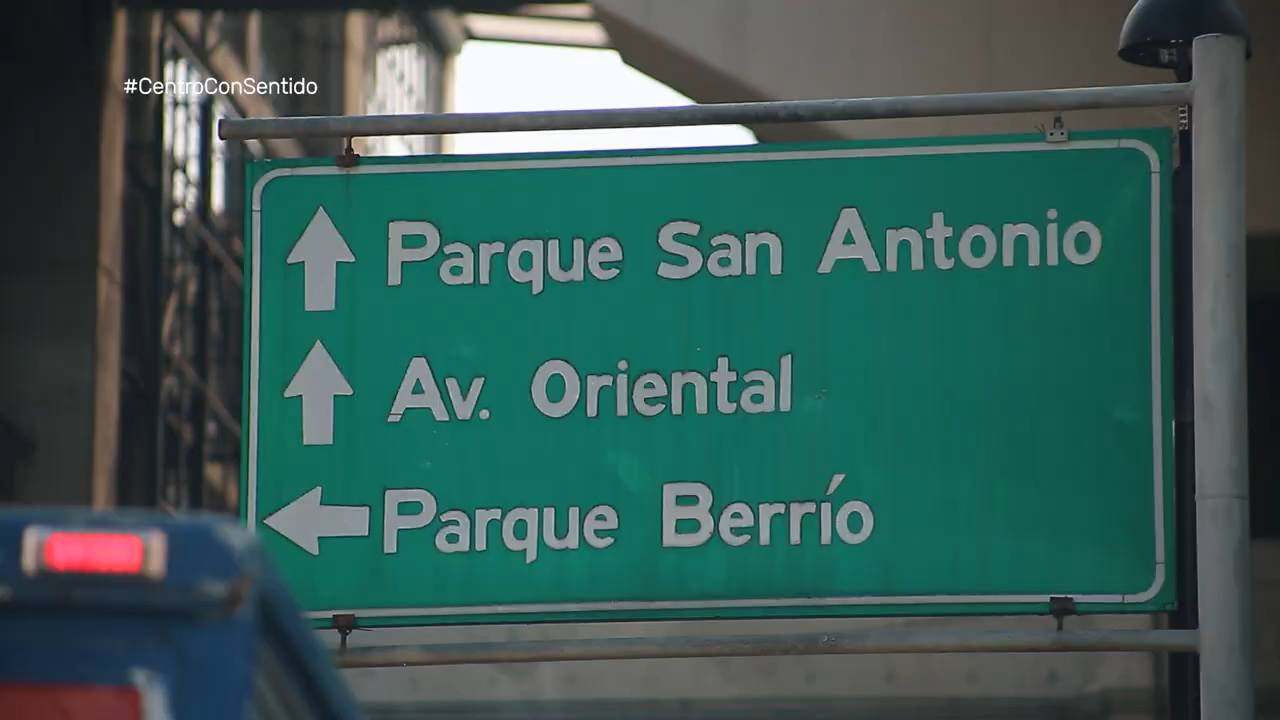 #CentroConSentido
Parque San Antonio
Av. Oriental
Parque Berrío